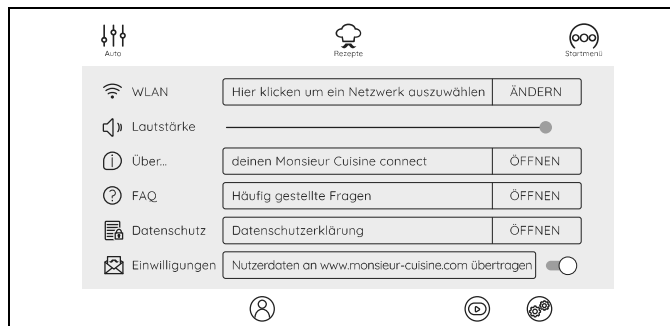 Auto Rezepte Startmenü
WLAN Hier klicken um ein Netzwerk auszuwählen ÄNDERN
Lautstärke
Über... deinen Monsieur Cuisine connect ÖFFNEN
FAQ Häufig gestellte Fragen ÖFFNEN
Datenschutz Datenschutzerklärung ÖFFNEN
Einwilligungen Nutzerdaten an www.monsieur-cuisine.com übertragen